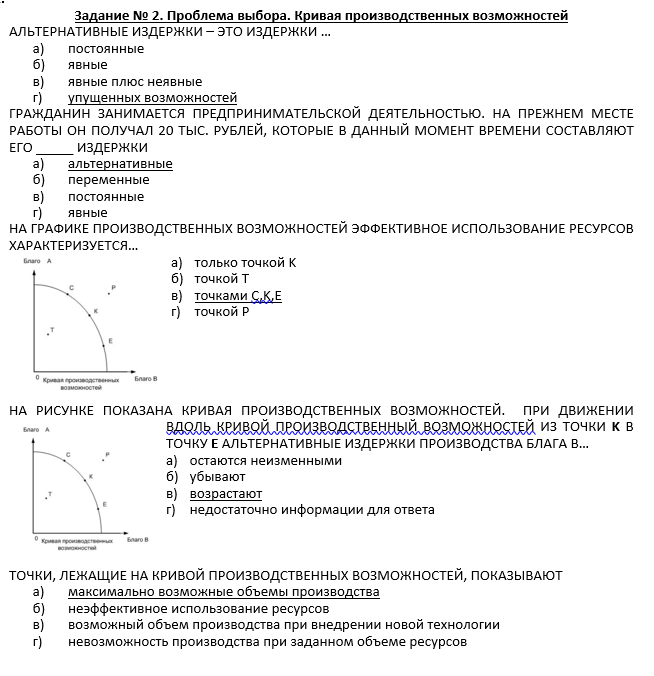 Задание № 2. Проблема выбора. Кривая производственных возможностей
АЛЬТЕРНАТИВНЫЕ ИЗДЕРЖКИ – ЭТО ИЗДЕРЖКИ …
а) постоянные
б) явные
в) явные плюс неявные
г) упущенных возможностей
ГРАЖДАНИН ЗАНИМАЕТСЯ ПРЕДПРИНИМАТЕЛЬСКОЙ ДЕЯТЕЛЬНОСТЬЮ. НА ПРЕЖНЕМ МЕСТЕ
РАБОТЫ ОН ПОЛУЧАЛ 20 ТЫС. РУБЛЕЙ, КОТОРЫЕ В ДАННЫЙ МОМЕНТ ВРЕМЕНИ СОСТАВЛЯЮТ
ЕГО _____ ИЗДЕРЖКИ
а) альтернативные
б) переменные
в) постоянные
г) явные
НА ГРАФИКЕ ПРОИЗВОДСТВЕННЫХ ВОЗМОЖНОСТЕЙ ЭФФЕКТИВНОЕ ИСПОЛЬЗОВАНИЕ РЕСУРСОВ
ХАРАКТЕРИЗУЕТСЯ…
а) только точкой K
б) точкой T
в) точками C,K,E
г) точкой P
Благо А
C
P
K
E
T
0
Кривая производственных
возможностей
Благо В
НА РИСУНКЕ ПОКАЗАНА КРИВАЯ ПРОИЗВОДСТВЕННЫХ ВОЗМОЖНОСТЕЙ. ПРИ ДВИЖЕНИИ
ВДОЛЬ КРИВОЙ ПРОИЗВОДСТВЕННЫЙ ВОЗМОЖНОСТЕЙ ИЗ ТОЧКИ K В
ТОЧКУ E АЛЬТЕРНАТИВНЫЕ ИЗДЕРЖКИ ПРОИЗВОДСТВА БЛАГА В…
а) остаются неизменными
б) убывают
в) возрастают
г) недостаточно информации для ответа
Благо А
C
P
K
T
E
0
Кривая производственных
возможностей
Благо В
ТОЧКИ, ЛЕЖАЩИЕ НА КРИВОЙ ПРОИЗВОДСТВЕННЫХ ВОЗМОЖНОСТЕЙ, ПОКАЗЫВАЮТ
а) максимально возможные объемы производства
б) неэффективное использование ресурсов
в) возможный объем производства при внедрении новой технологии
г) невозможность производства при заданном объеме ресурсов